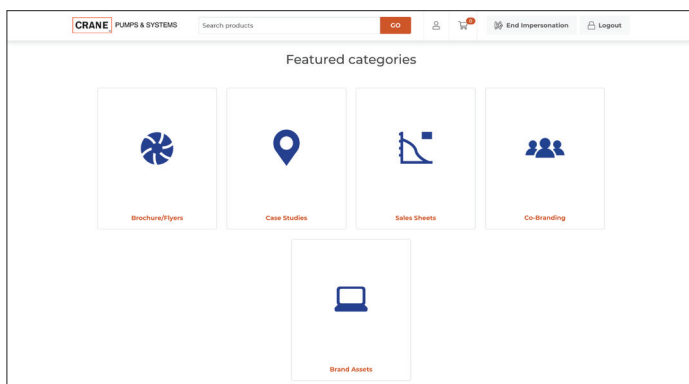 CRANE PUMPS & SYSTEMS Search products GO 0 End Impersonation Logout
Featured categories
Brochure/Flyers Case Studies Sales Sheets Co-Branding
Brand Assets